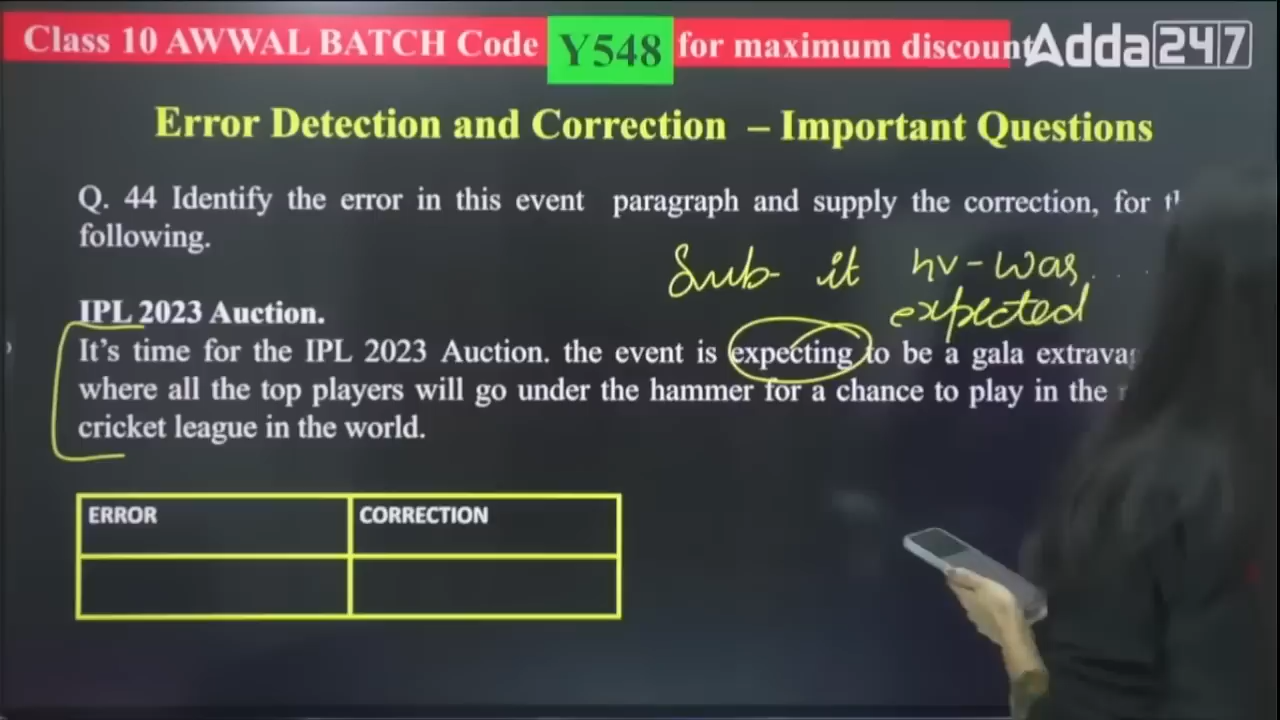 Class 10 AWWAL BATCH Code Y548 for maximum discount
Adda247
Error Detection and Correction – Important Questions
Q. 44 Identify the error in this event paragraph and supply the correction, for
following.
Sub it hv - was ....
expected
IPL 2023 Auction.
It's time for the IPL 2023 Auction. the event is expecting to be a gala
where all the top players will go under the hammer for a chance to play in the
cricket league in the world.
ERROR CORRECTION